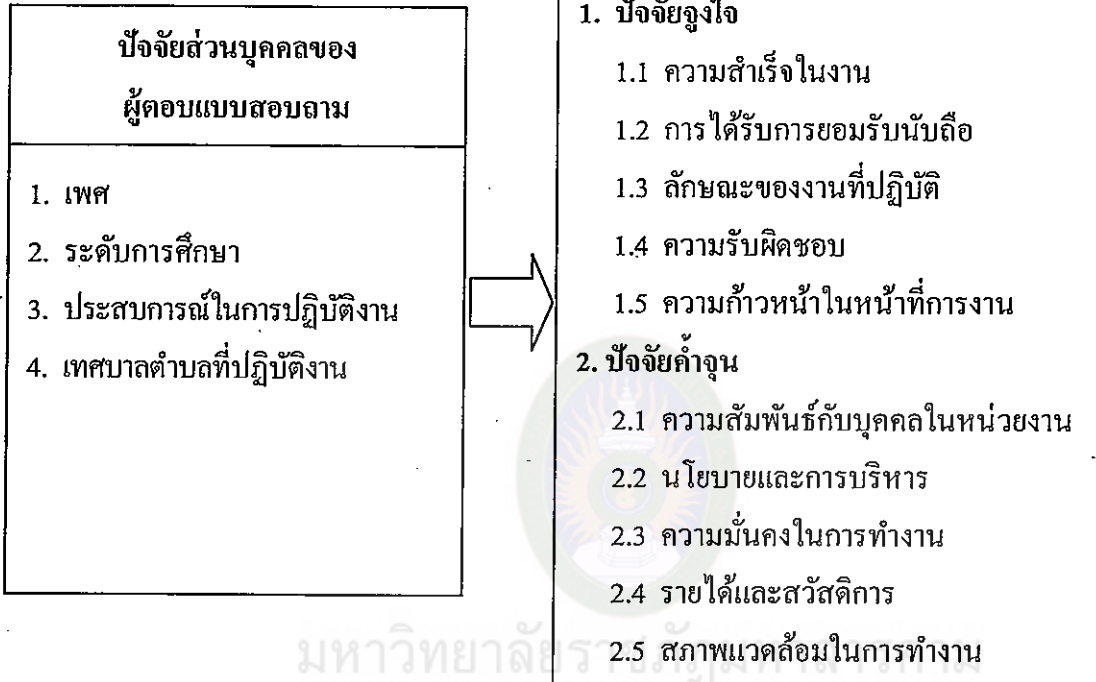 ปัจจัยส่วนบุคคลของ
ผู้ตอบแบบสอบถาม
1. เพศ
2. ระดับการศึกษา
3. ประสบการณ์ในการปฏิบัติงาน
4. เทศบาลตำบลที่ปฏิบัติงาน
1. ปัจจัยจูงใจ
1.1 ความสำเร็จในงาน
1.2 การได้รับการยอมรับนับถือ
1.3 ลักษณะของงานที่ปฏิบัติ
1.4 ความรับผิดชอบ
1.5 ความก้าวหน้าในหน้าที่การงาน
2. ปัจจัยค้ำจุน
2.1 ความสัมพันธ์กับบุคคลในหน่วยงาน
2.2 นโยบายและการบริหาร
2.3 ความมั่นคงในการทำงาน
2.4 รายได้และสวัสดิการ
2.5 สภาพแวดล้อมในการทำงาน
มหาวิทยาลัยราชภัฏมหาสารคาม